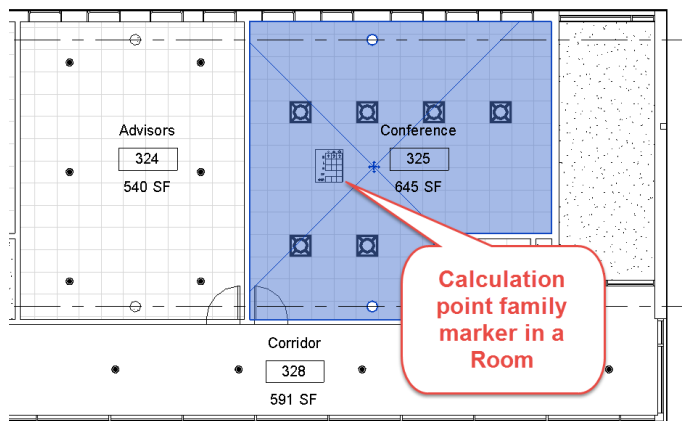 Advisors
324
540 SF
Conference
325
645 SF
Calculation
point family
marker in a
Room
Corridor
328
591 SF